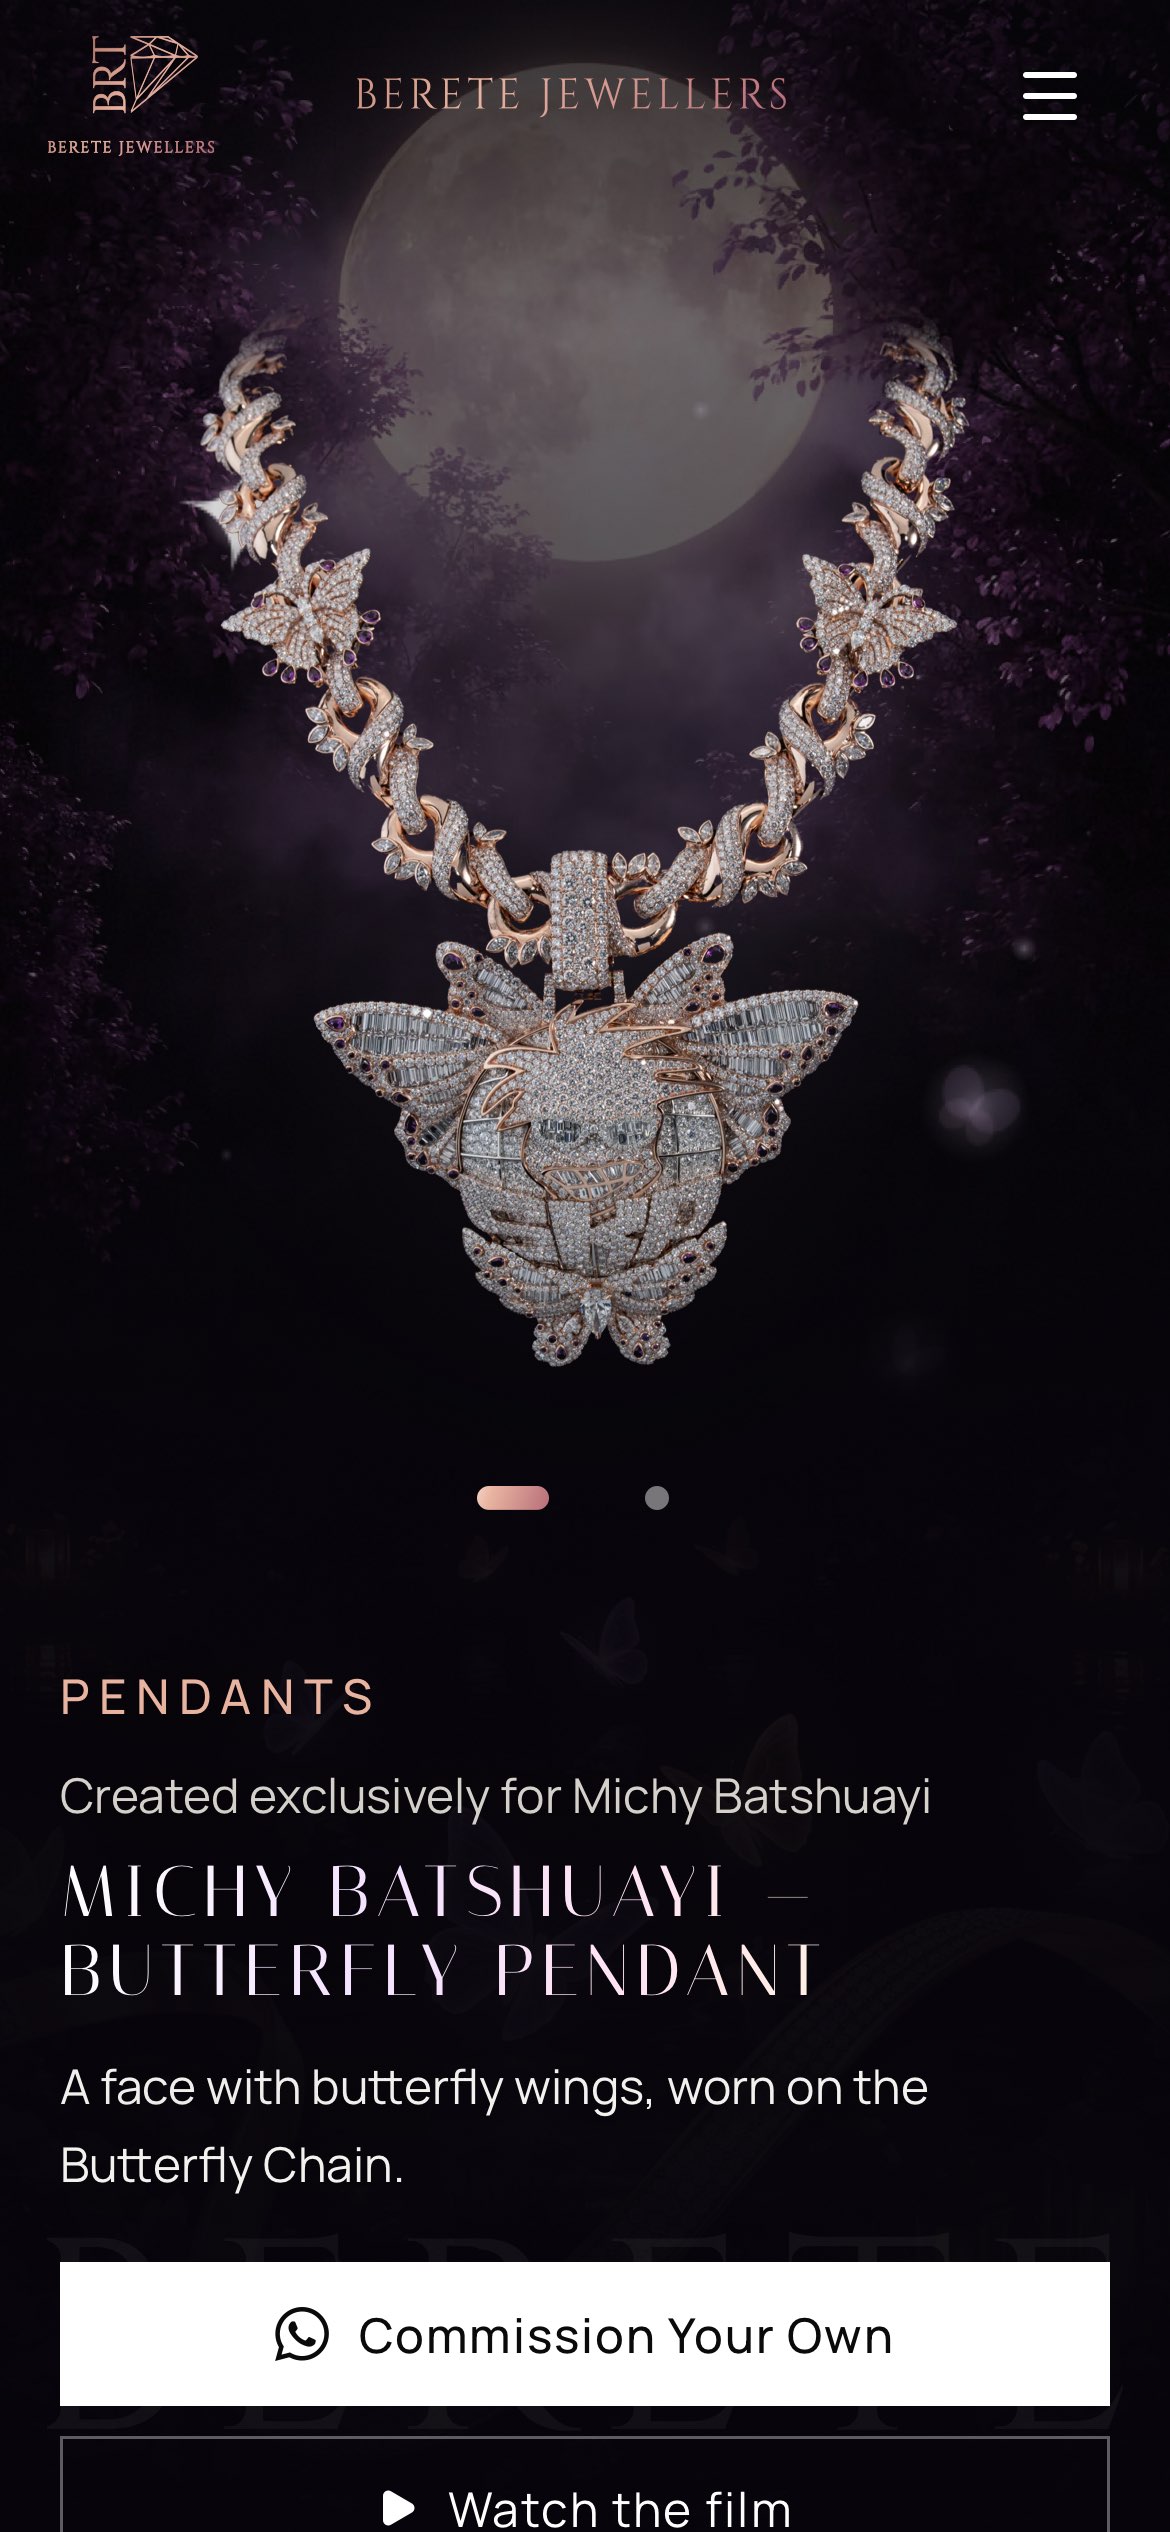 BRT
BERETE JEWELLERS
BERETE JEWELLERS
PENDANTS
Created exclusively for Michy Batshuayi
MICHY BATSHUAYI —
BUTTERFLY PENDANT
A face with butterfly wings, worn on the
Butterfly Chain.
BERETE
Commission Your Own
Watch the film